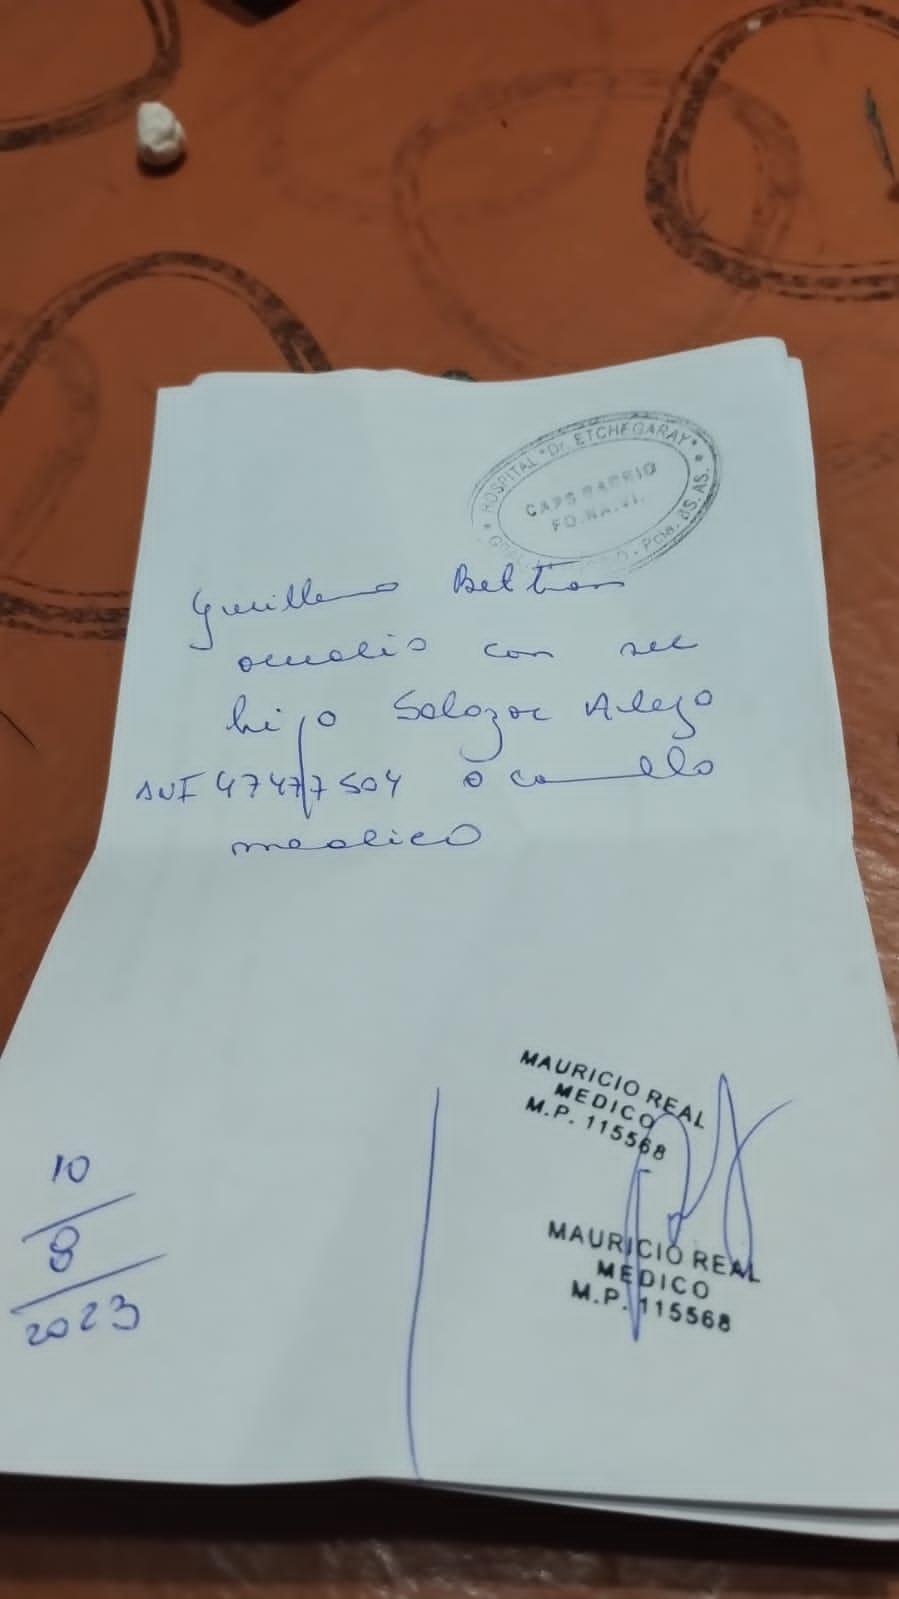 HOSPITAL "Dr. ETCHEGARAY"
CAPS BARRIO
FO.NA.VI.
Pcia. BS. AS.
Guillermo Beltran
acudio con su
hijo Salazar Alejo
DNI 47477504 a consulto
medico
10
8
2023
MAURICIO REAL
MEDICO
M.P. 115568
MAURICIO REAL
MEDICO
M.P. 115568